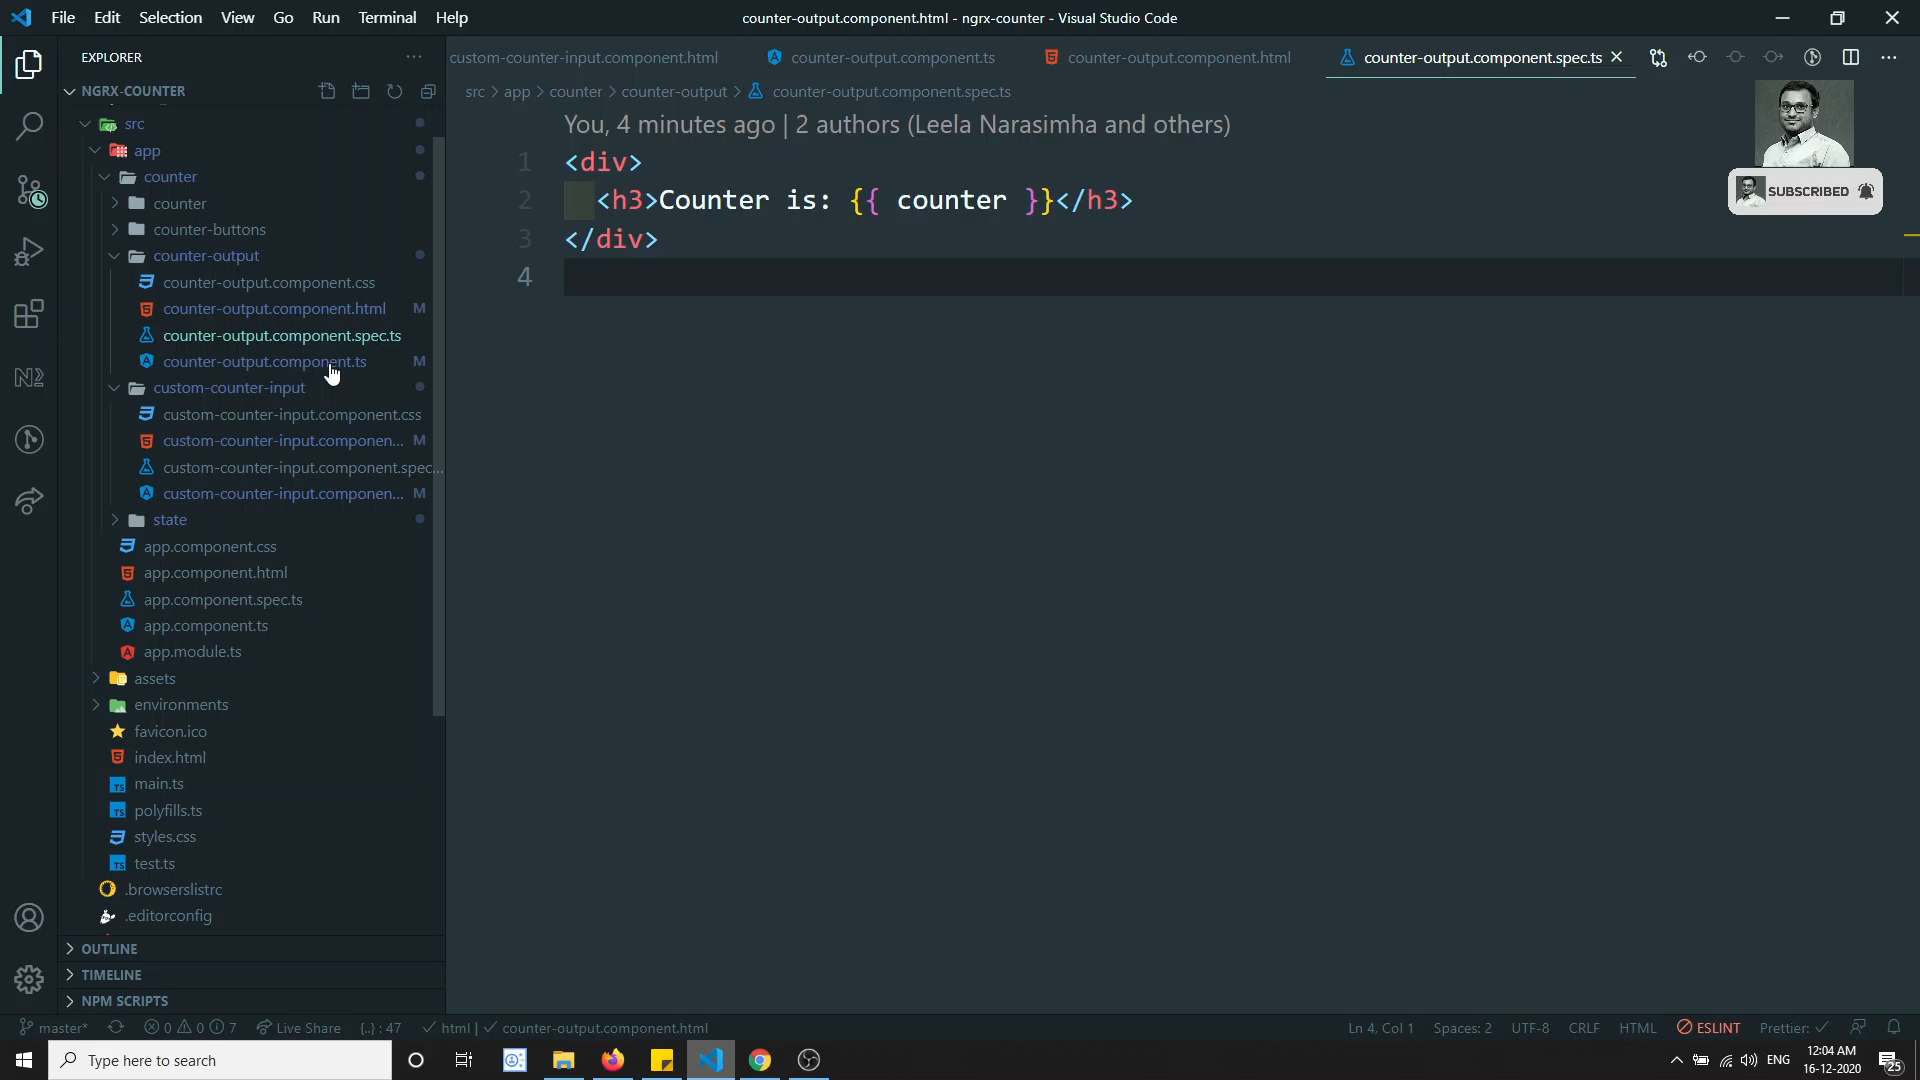 File Edit Selection View Go Run Terminal Help
counter-output.component.html - ngrx-counter - Visual Studio Code
EXPLORER
custom-counter-input.component.html
counter-output.component.ts
counter-output.component.html
counter-output.component.spec.ts
NGRX-COUNTER
src > app > counter > counter-output > counter-output.component.spec.ts
src
app
counter
counter
counter-buttons
counter-output
counter-output.component.css
counter-output.component.html M
counter-output.component.spec.ts
counter-output.component.ts M
custom-counter-input
custom-counter-input.component.css
custom-counter-input.componen... M
custom-counter-input.component.spec...
custom-counter-input.componen... M
state
app.component.css
app.component.html
app.component.spec.ts
app.component.ts
app.module.ts
assets
environments
favicon.ico
index.html
main.ts
polyfills.ts
styles.css
test.ts
.browserslistrc
.editorconfig
OUTLINE
TIMELINE
NPM SCRIPTS
You, 4 minutes ago | 2 authors (Leela Narasimha and others)
1 <div>
2 <h3>Counter is: {{ counter }}</h3>
3 </div>
4
SUBSCRIBED
master* 0 0 7 Live Share {..} : 47 html | counter-output.component.html
Ln 4, Col 1 Spaces: 2 UTF-8 CRLF HTML ESLINT Prettier: ✓
Type here to search
ENG
12:04 AM
16-12-2020
25